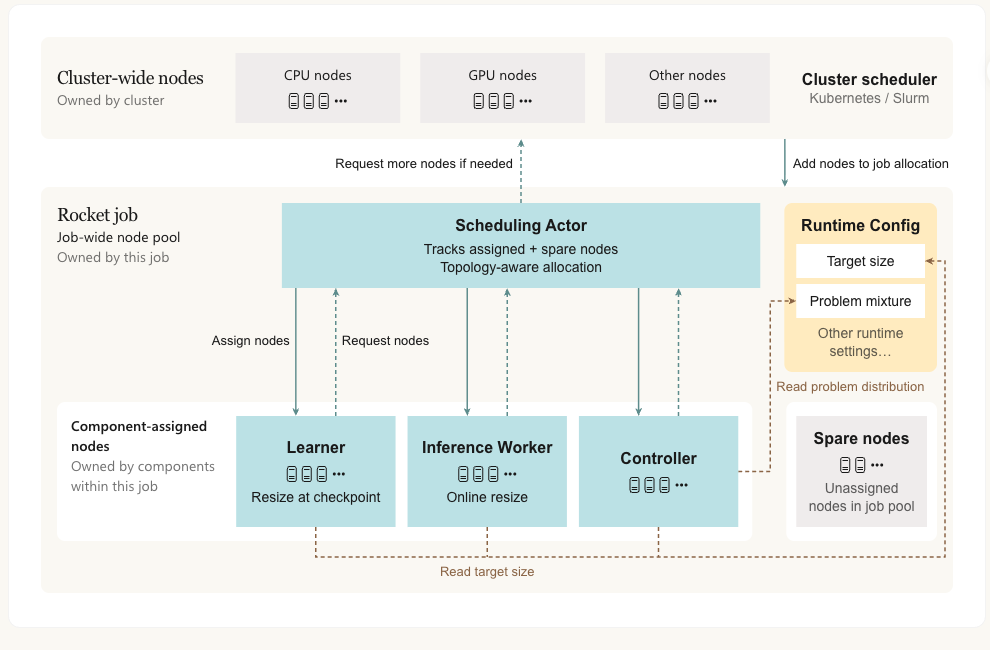 Cluster-wide nodes
Owned by cluster
CPU nodes
GPU nodes
Other nodes
Cluster scheduler
Kubernetes / Slurm
Request more nodes if needed
Add nodes to job allocation
Rocket job
Job-wide node pool
Owned by this job
Scheduling Actor
Tracks assigned + spare nodes
Topology-aware allocation
Runtime Config
Target size
Problem mixture
Other runtime
settings…
Assign nodes
Request nodes
Read problem distribution
Component-assigned
nodes
Owned by components
within this job
Learner
Resize at checkpoint
Inference Worker
Online resize
Controller
Spare nodes
Unassigned
nodes in job pool
Read target size